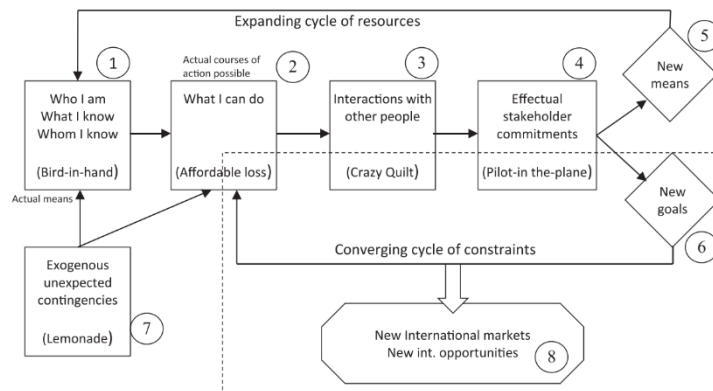 Expanding cycle of resources
5
New
means
1
Who I am
What I know
Whom I know
(Bird-in-hand)
Actual means
Actual courses of
action possible
2
What I can do
(Affordable loss)
3
Interactions with
other people
(Crazy Quilt)
4
Effectual
stakeholder
commitments
(Pilot-in the-plane)
New
goals
6
Converging cycle of constraints
Exogenous
unexpected
contingencies
(Lemonade)
7
New International markets
New int. opportunities
8